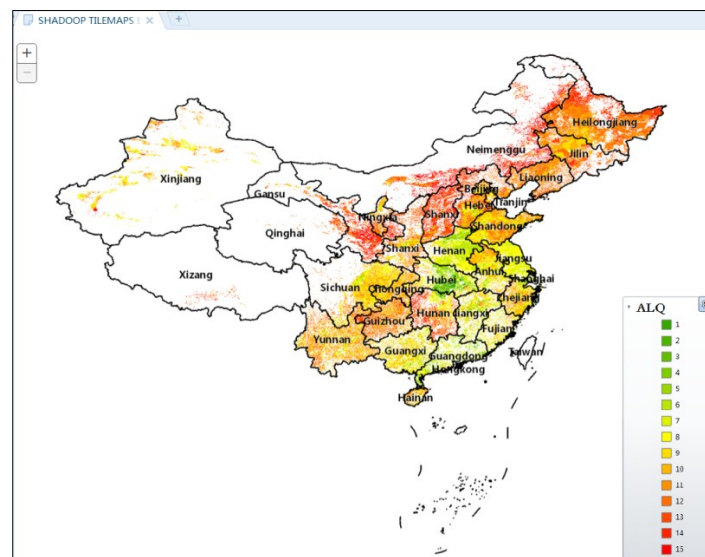 SHADOOP TILEMAPS
+
−
Heilongjiang
Neimenggu
Jilin
Liaoning
Xinjiang
Gansu
Beijing
Tianjin
Hebei
Ningxia
Shanxi
Shandong
Qinghai
Shanxi
Henan
Jiangsu
Xizang
Anhui
Shanghai
Sichuan
Chongqing
Hubei
Zhejiang
Hunan
Jiangxi
Guizhou
Fujian
Yunnan
Guangxi
Guangdong
Taiwan
Hongkong
Hainan
ALQ
1
2
3
4
5
6
7
8
9
10
11
12
13
14
15